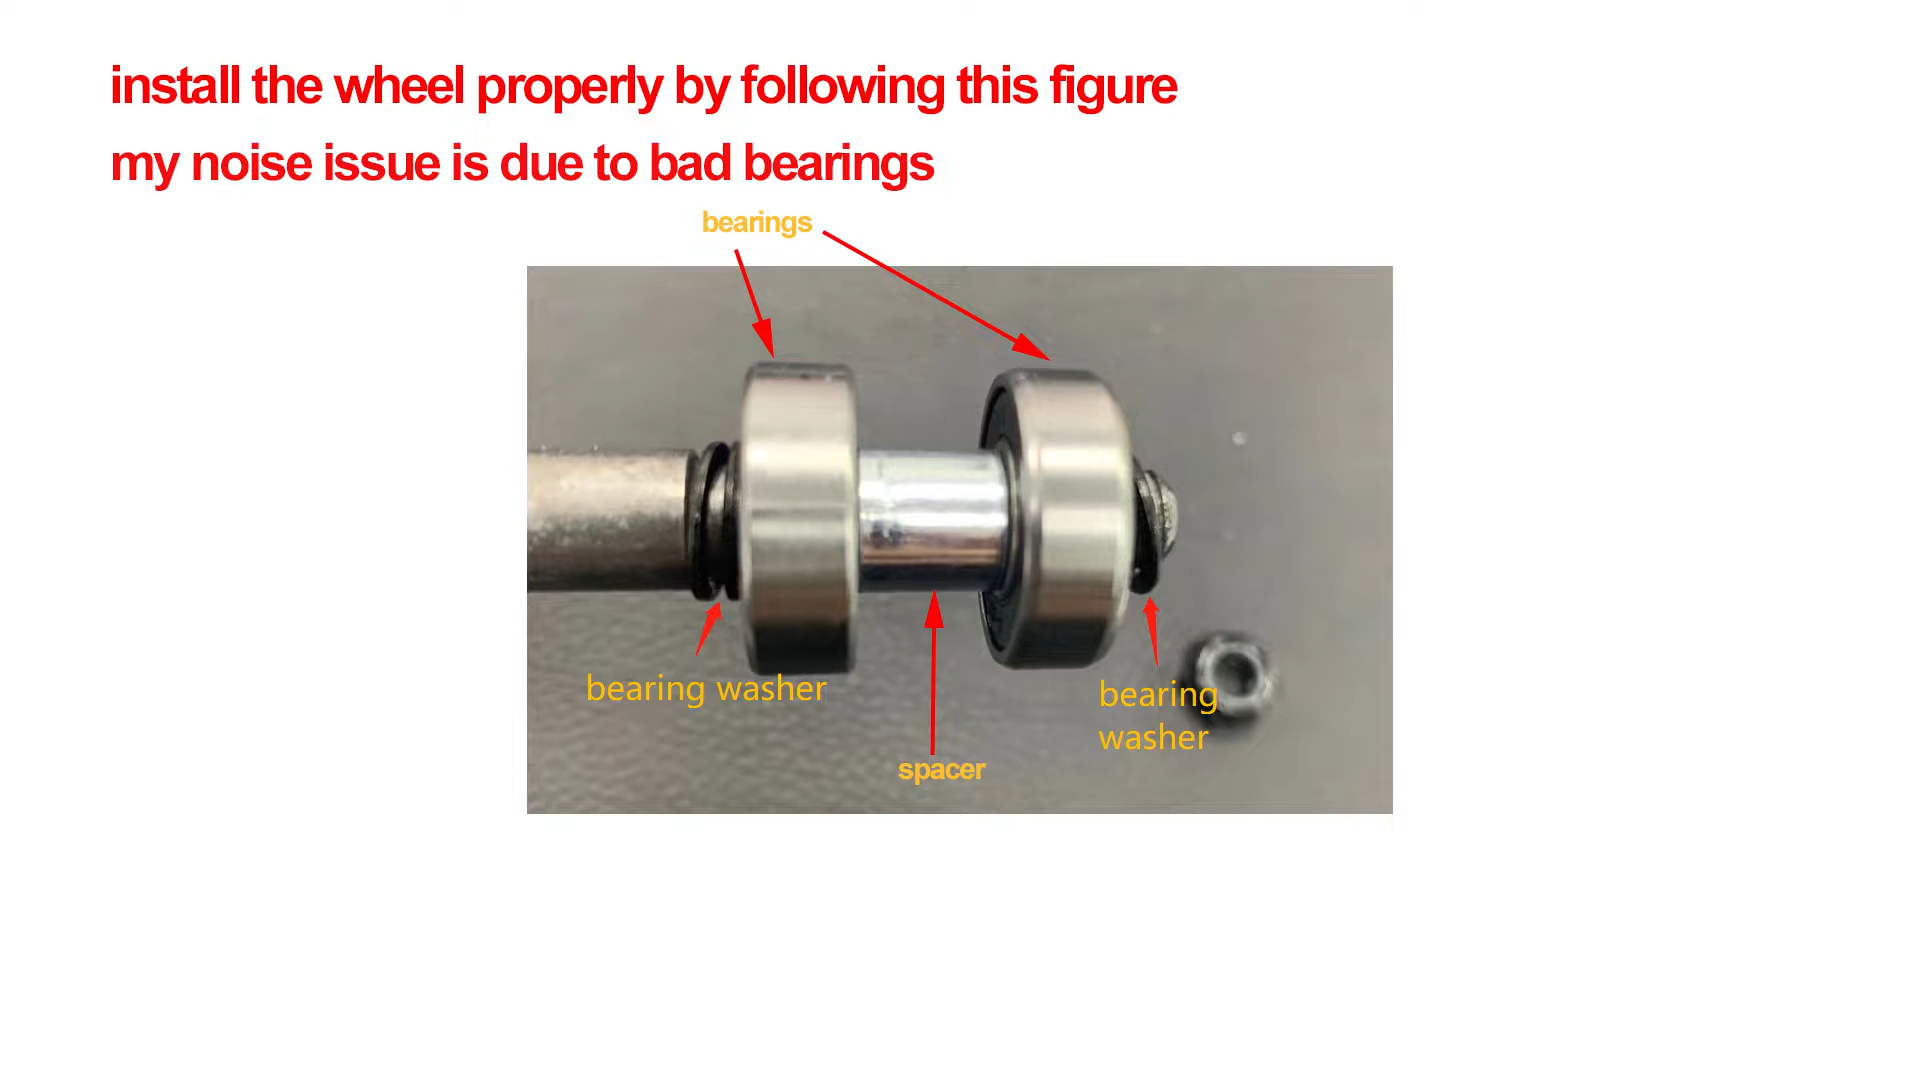 install the wheel properly by following this figure
my noise issue is due to bad bearings
bearings
bearing washer
bearing
washer
spacer